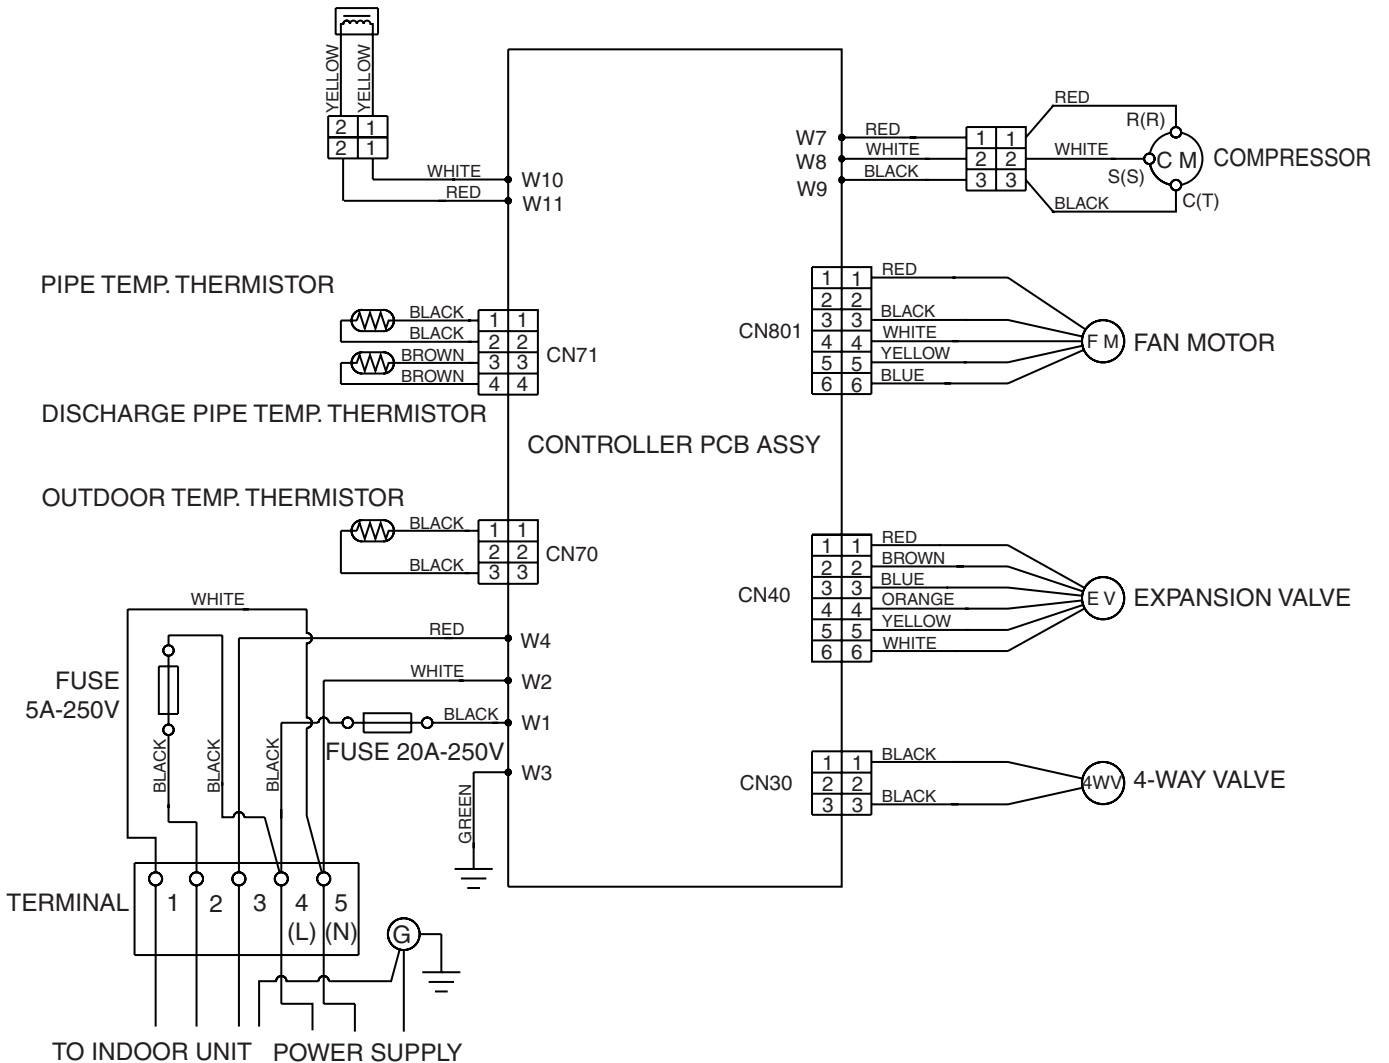 YELLOW
YELLOW
2 1
2 1
WHITE
W10
RED
W11
W7
RED
W8
WHITE
W9
BLACK
1 1
2 2
3 3
RED
R(R)
WHITE
S(S)
C M
COMPRESSOR
BLACK
C(T)
PIPE TEMP. THERMISTOR
BLACK
BLACK
BROWN
BROWN
1 1
2 2
3 3
4 4
CN71
DISCHARGE PIPE TEMP. THERMISTOR
CN801
1 1
2 2
3 3
4 4
5 5
6 6
RED
BLACK
WHITE
YELLOW
BLUE
F M
FAN MOTOR
CONTROLLER PCB ASSY
OUTDOOR TEMP. THERMISTOR
BLACK
BLACK
1 1
2 2
3 3
CN70
CN40
1 1
2 2
3 3
4 4
5 5
6 6
RED
BROWN
BLUE
ORANGE
YELLOW
WHITE
E V
EXPANSION VALVE
WHITE
RED
W4
WHITE
W2
BLACK
W1
FUSE
5A-250V
FUSE 20A-250V
W3
BLACK
BLACK
BLACK
GREEN
CN30
1 1
2 2
3 3
BLACK
BLACK
4WV
4-WAY VALVE
TERMINAL
1 2 3 4 5
(L) (N)
G
TO INDOOR UNIT
POWER SUPPLY